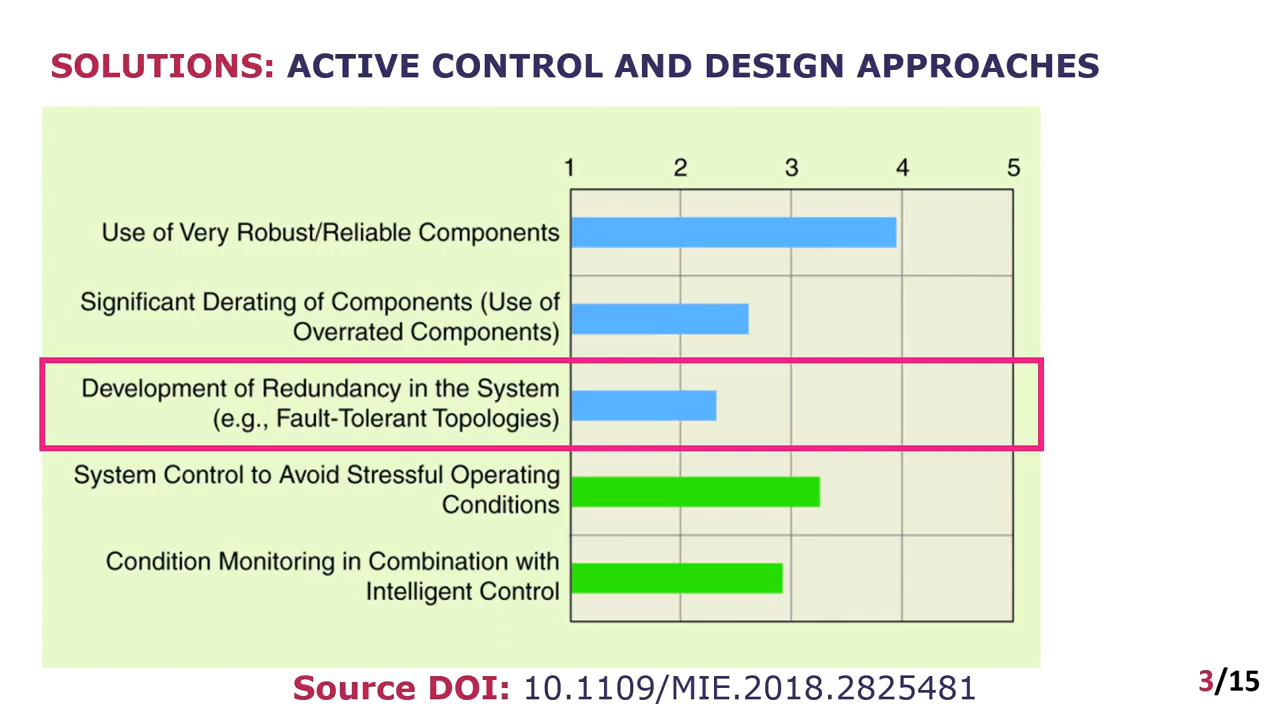 SOLUTIONS: ACTIVE CONTROL AND DESIGN APPROACHES
1 2 3 4 5
Use of Very Robust/Reliable Components
Significant Derating of Components (Use of
Overrated Components)
Development of Redundancy in the System
(e.g., Fault-Tolerant Topologies)
System Control to Avoid Stressful Operating
Conditions
Condition Monitoring in Combination with
Intelligent Control
Source DOI: 10.1109/MIE.2018.2825481
3/15